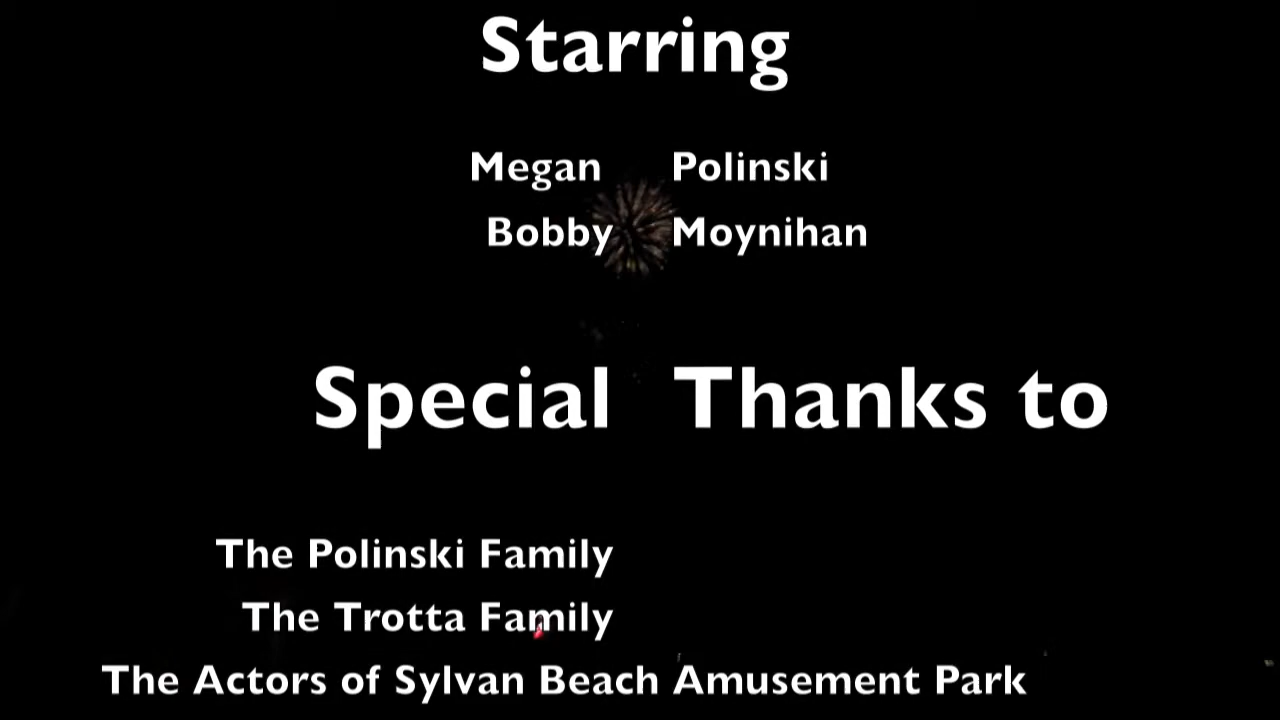 Starring
Megan Polinski
Bobby Moynihan
Special Thanks to
The Polinski Family
The Trotta Family
The Actors of Sylvan Beach Amusement Park